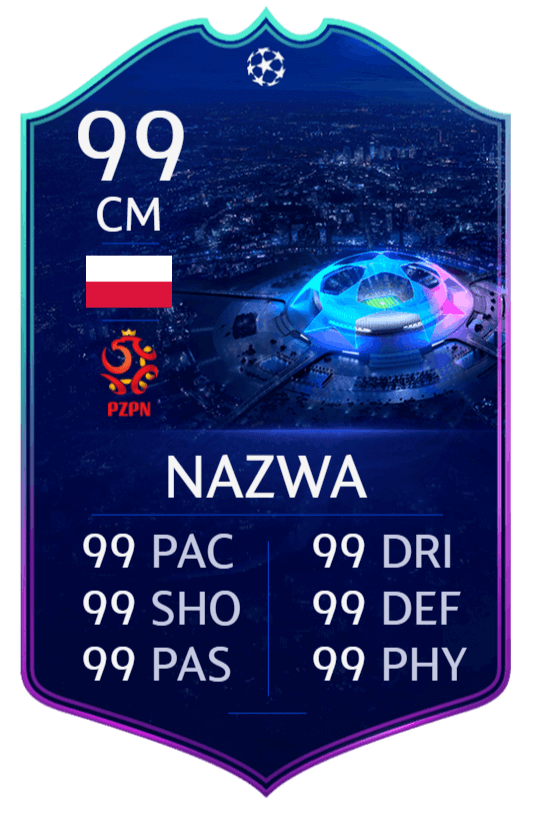 99
CM
PZPN
NAZWA
99 PAC 99 DRI
99 SHO 99 DEF
99 PAS 99 PHY